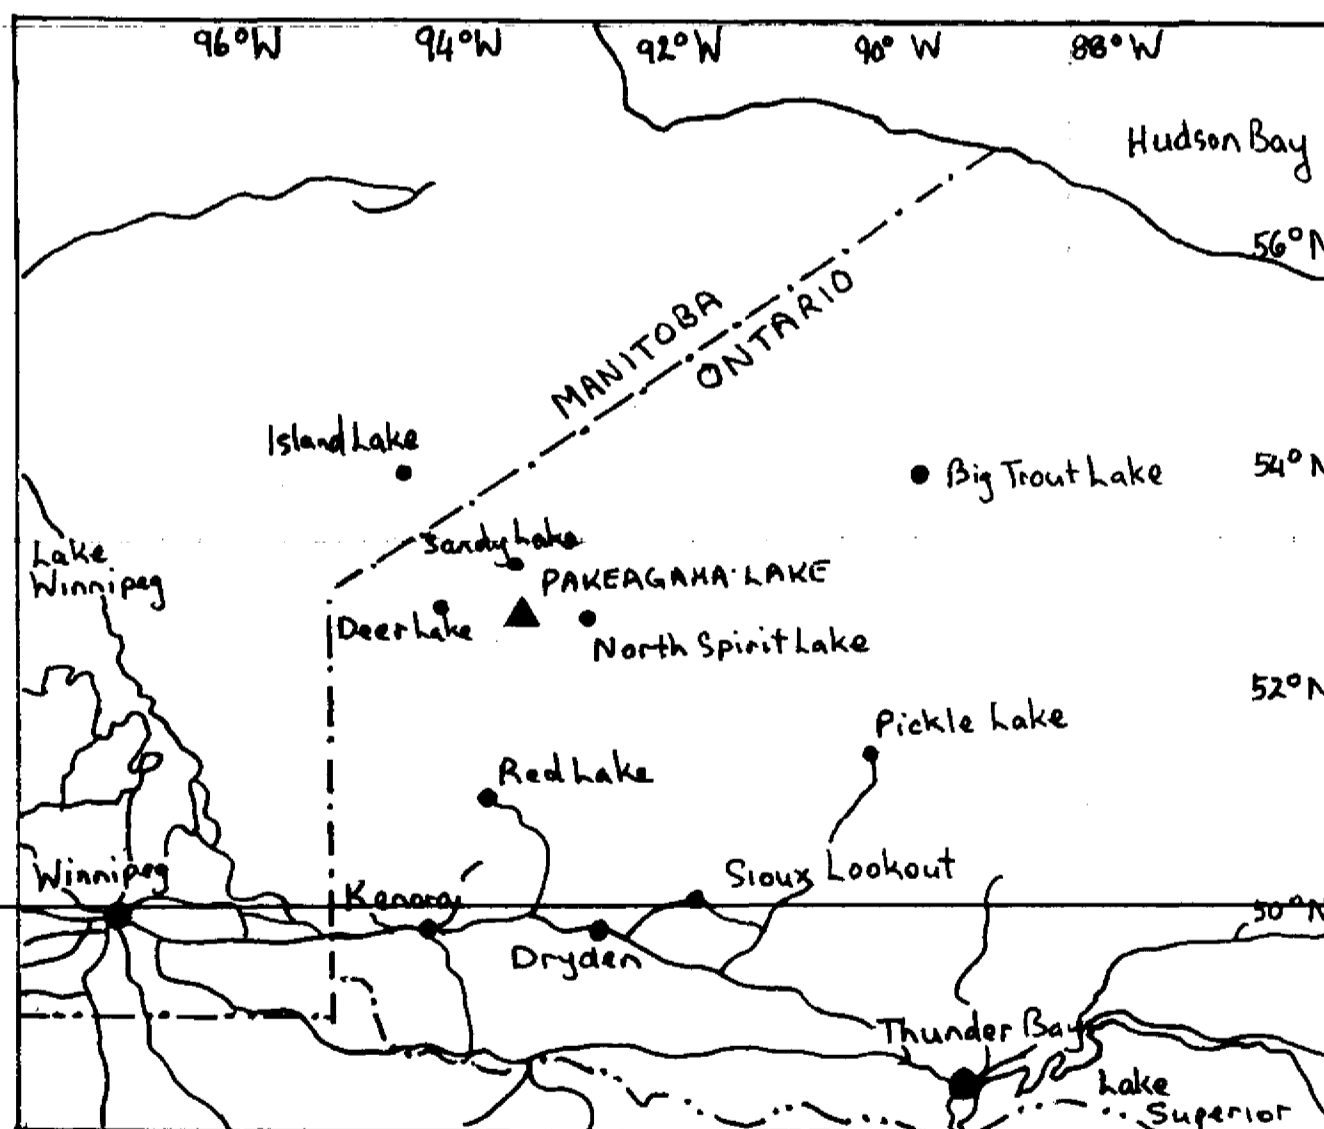 96°W 94°W 92°W 90°W 88°W
Hudson Bay
56°N
MANITOBA
ONTARIO
Island Lake
Big Trout Lake
54°N
Sandy Lake
Lake
Winnipeg
PAKEAGAMA LAKE
Deer Lake
North Spirit Lake
52°N
Pickle Lake
Red Lake
Sioux Lookout
Winnipeg
Kenora
50°N
Dryden
Thunder Bay
Lake
Superior